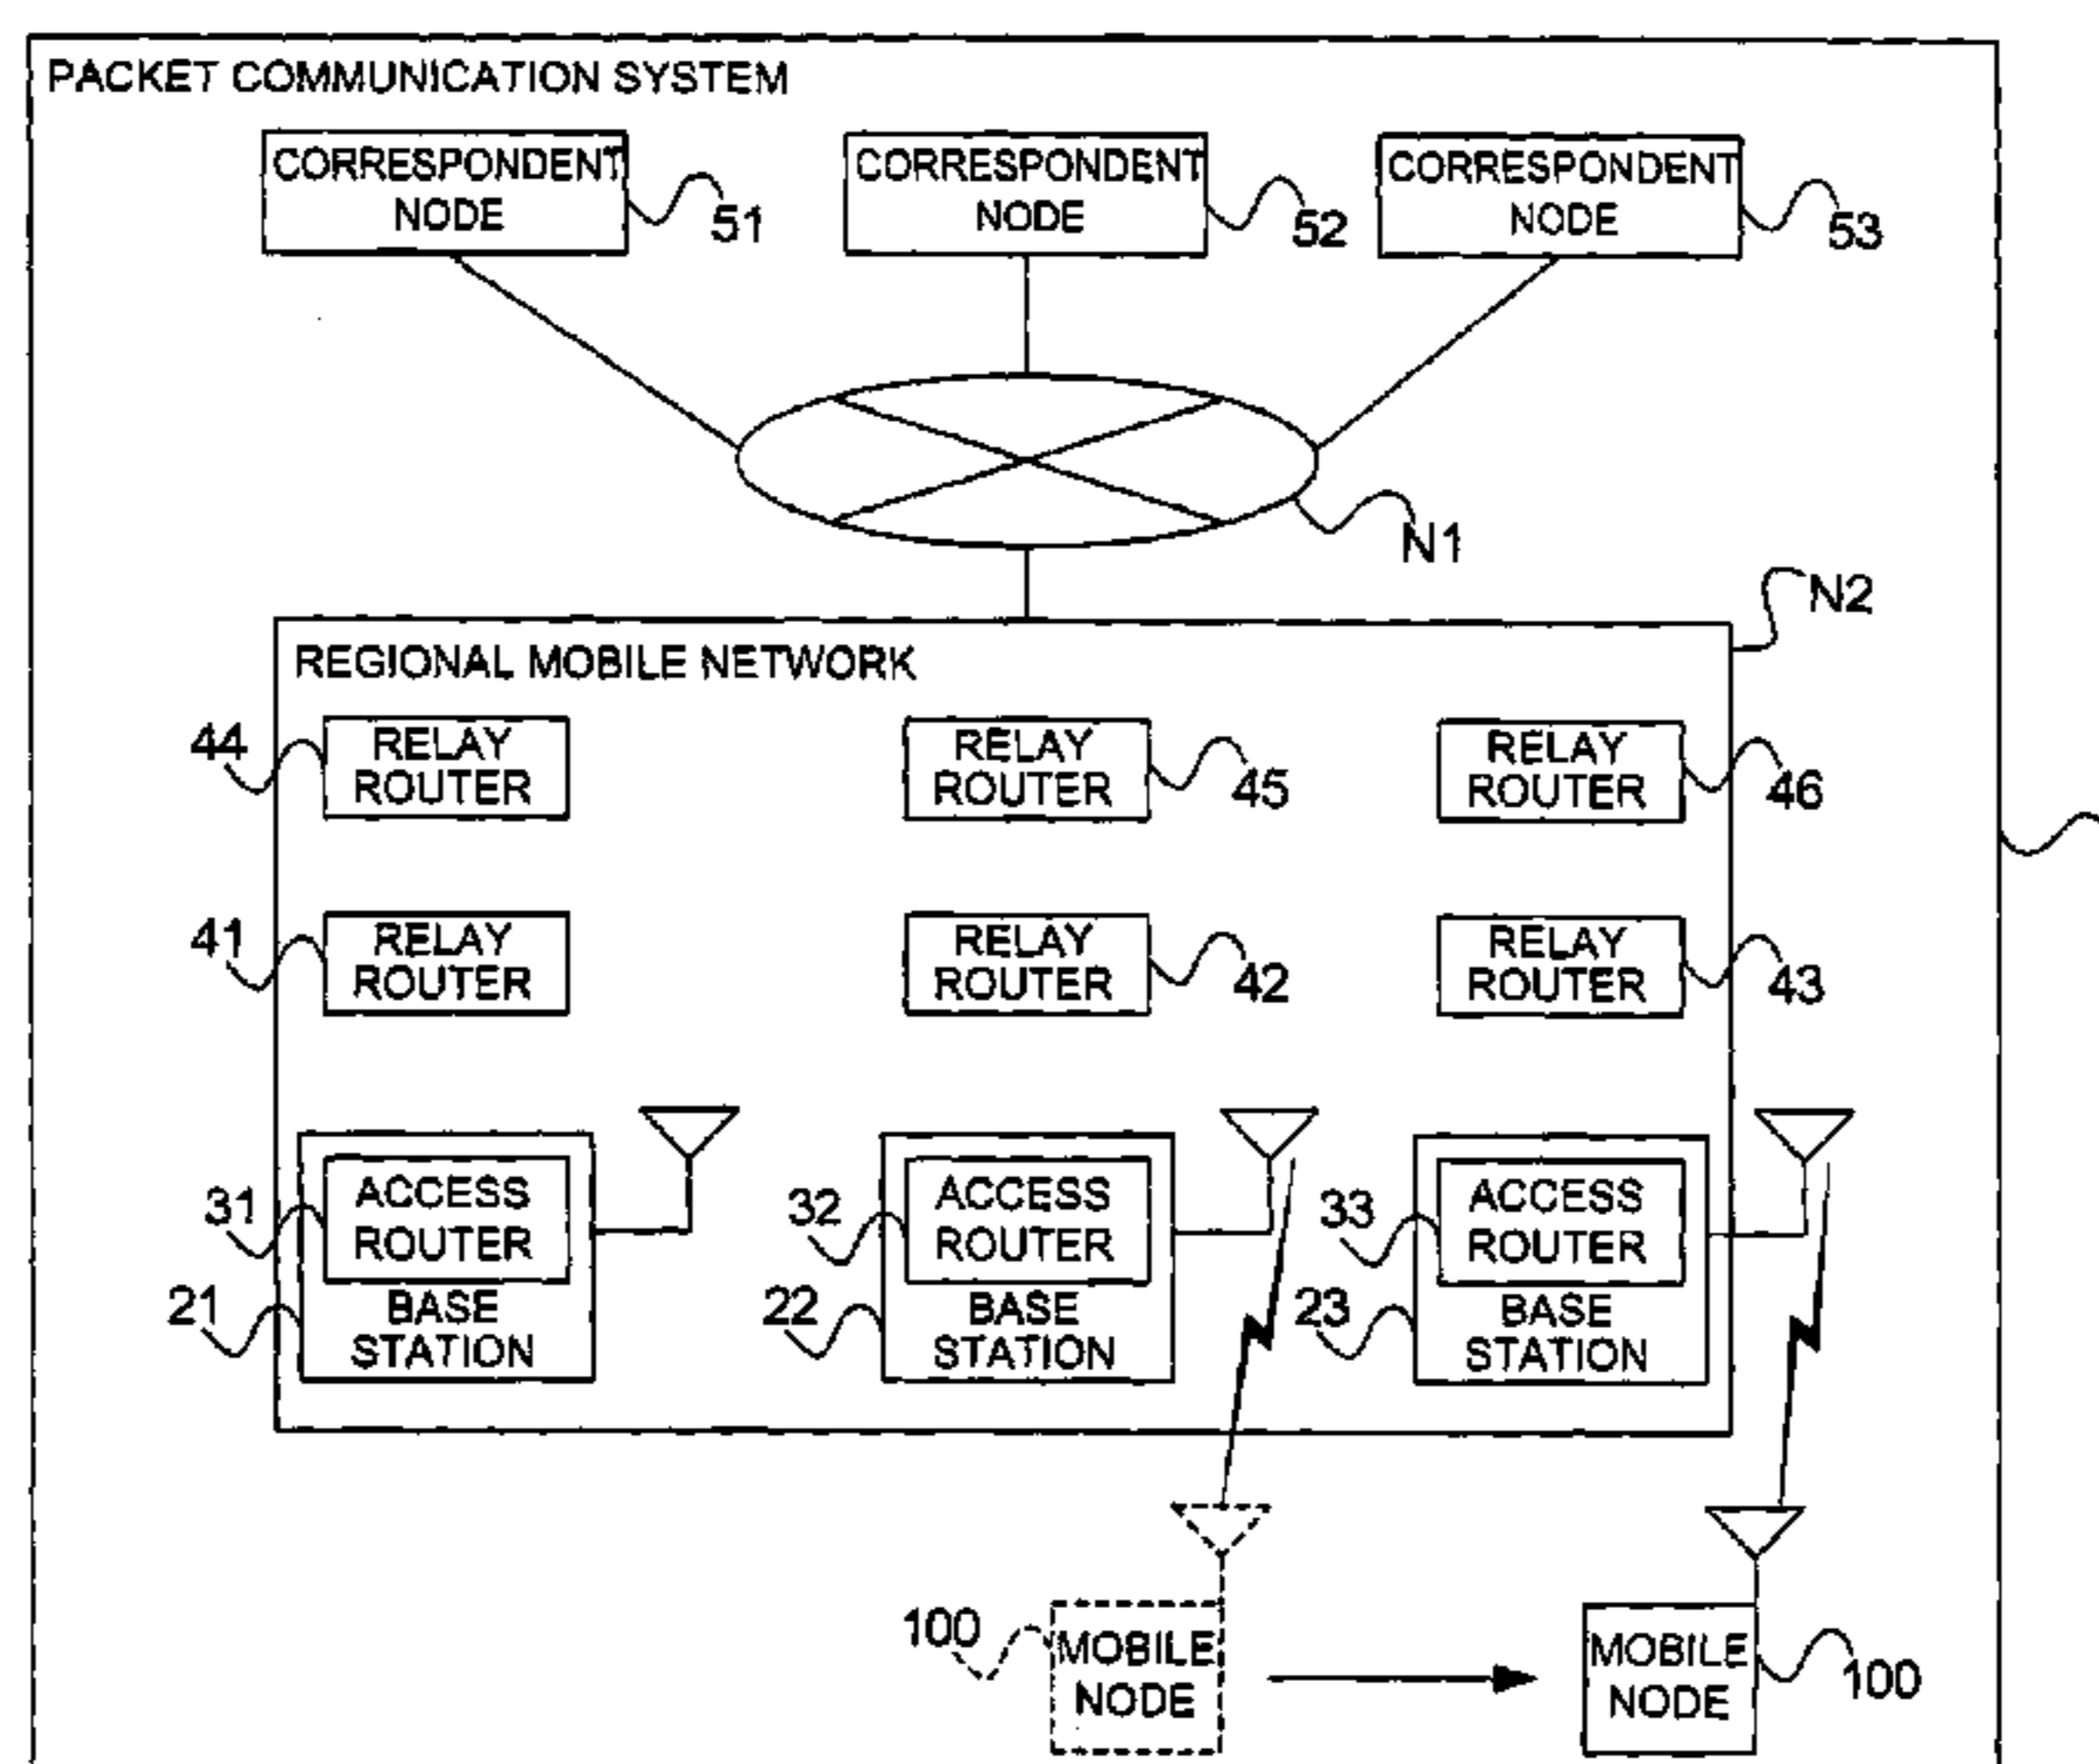 PACKET COMMUNICATION SYSTEM
CORRESPONDENT
NODE
51
CORRESPONDENT
NODE
52
CORRESPONDENT
NODE
53
N1
N2
REGIONAL MOBILE NETWORK
44
RELAY
ROUTER
RELAY
ROUTER
45
RELAY
ROUTER
46
41
RELAY
ROUTER
RELAY
ROUTER
42
RELAY
ROUTER
43
31
ACCESS
ROUTER
21
BASE
STATION
32
ACCESS
ROUTER
22
BASE
STATION
33
ACCESS
ROUTER
23
BASE
STATION
100
MOBILE
NODE
MOBILE
NODE
100